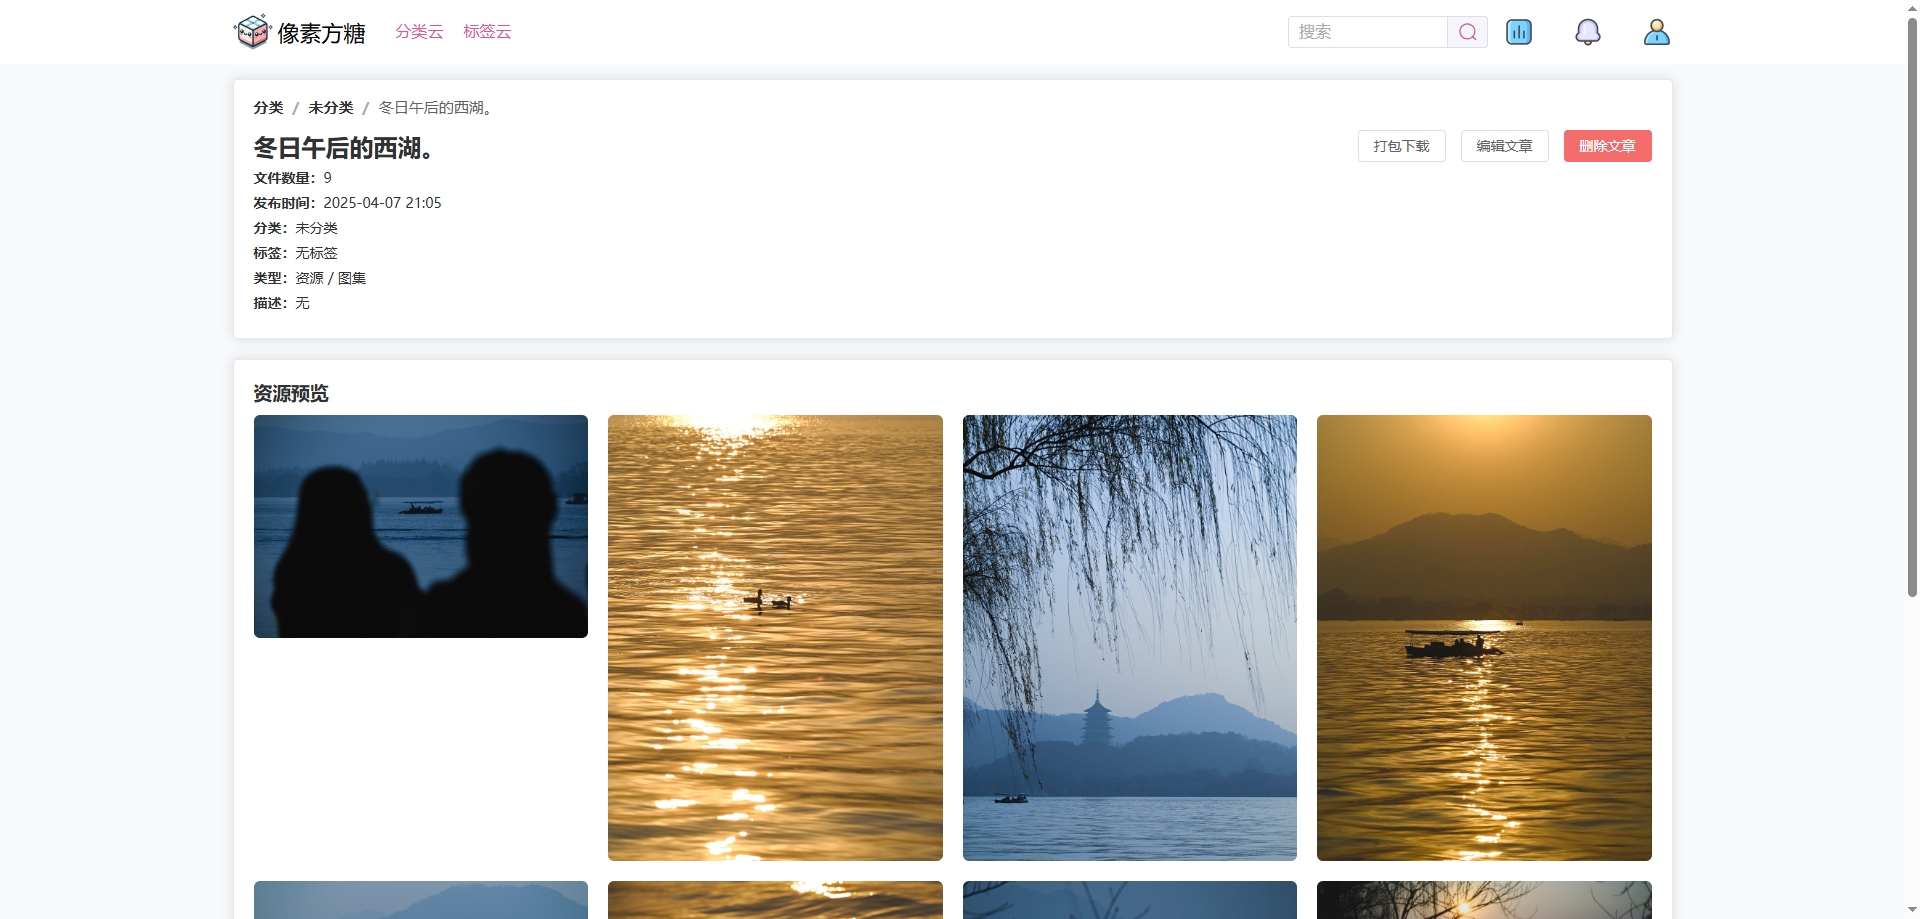 像素方糖 分类云 标签云 搜索
分类 / 未分类 / 冬日午后的西湖。
冬日午后的西湖。 打包下载 编辑文章 删除文章
文件数量：9
发布时间：2025-04-07 21:05
分类：未分类
标签：无标签
类型：资源 / 图集
描述：无
资源预览